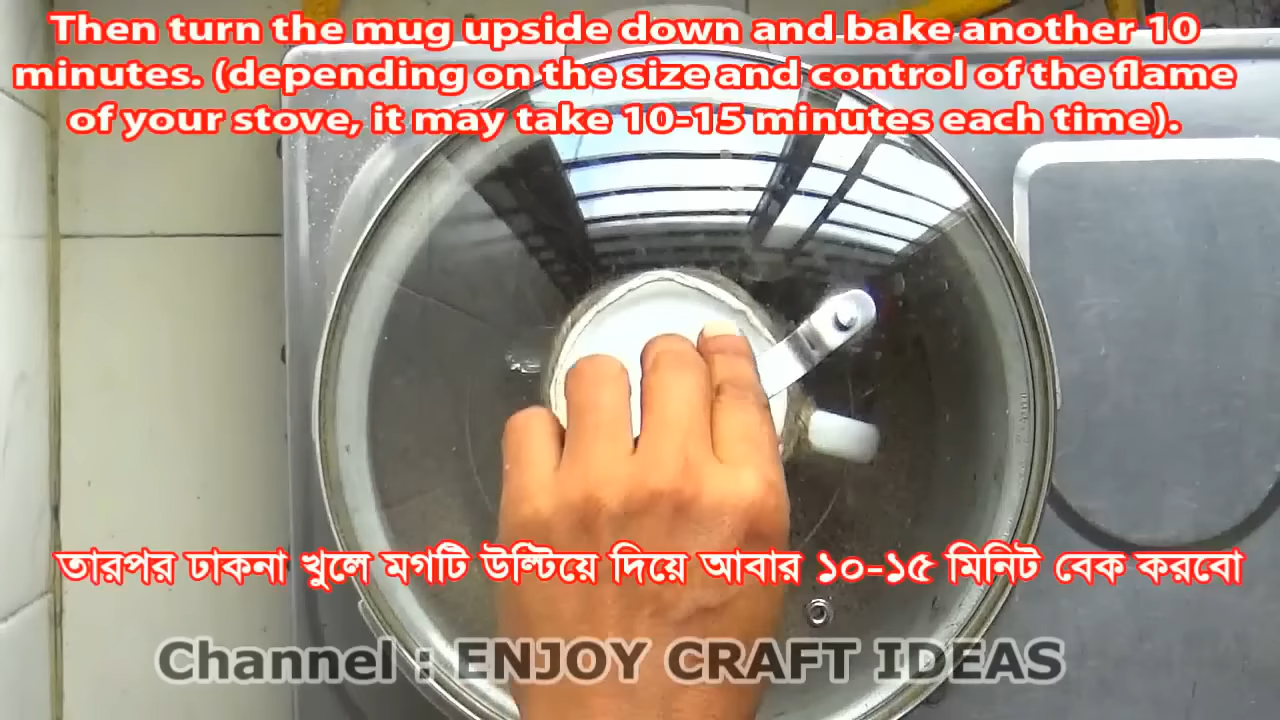 Then turn the mug upside down and bake another 10
minutes. (depending on the size and control of the flame
of your stove, it may take 10-15 minutes each time).
তারপর ঢাকনা খুলে মগটি উল্টিয়ে দিয়ে আবার ১০-১৫ মিনিট বেক করবো
Channel : ENJOY CRAFT IDEAS